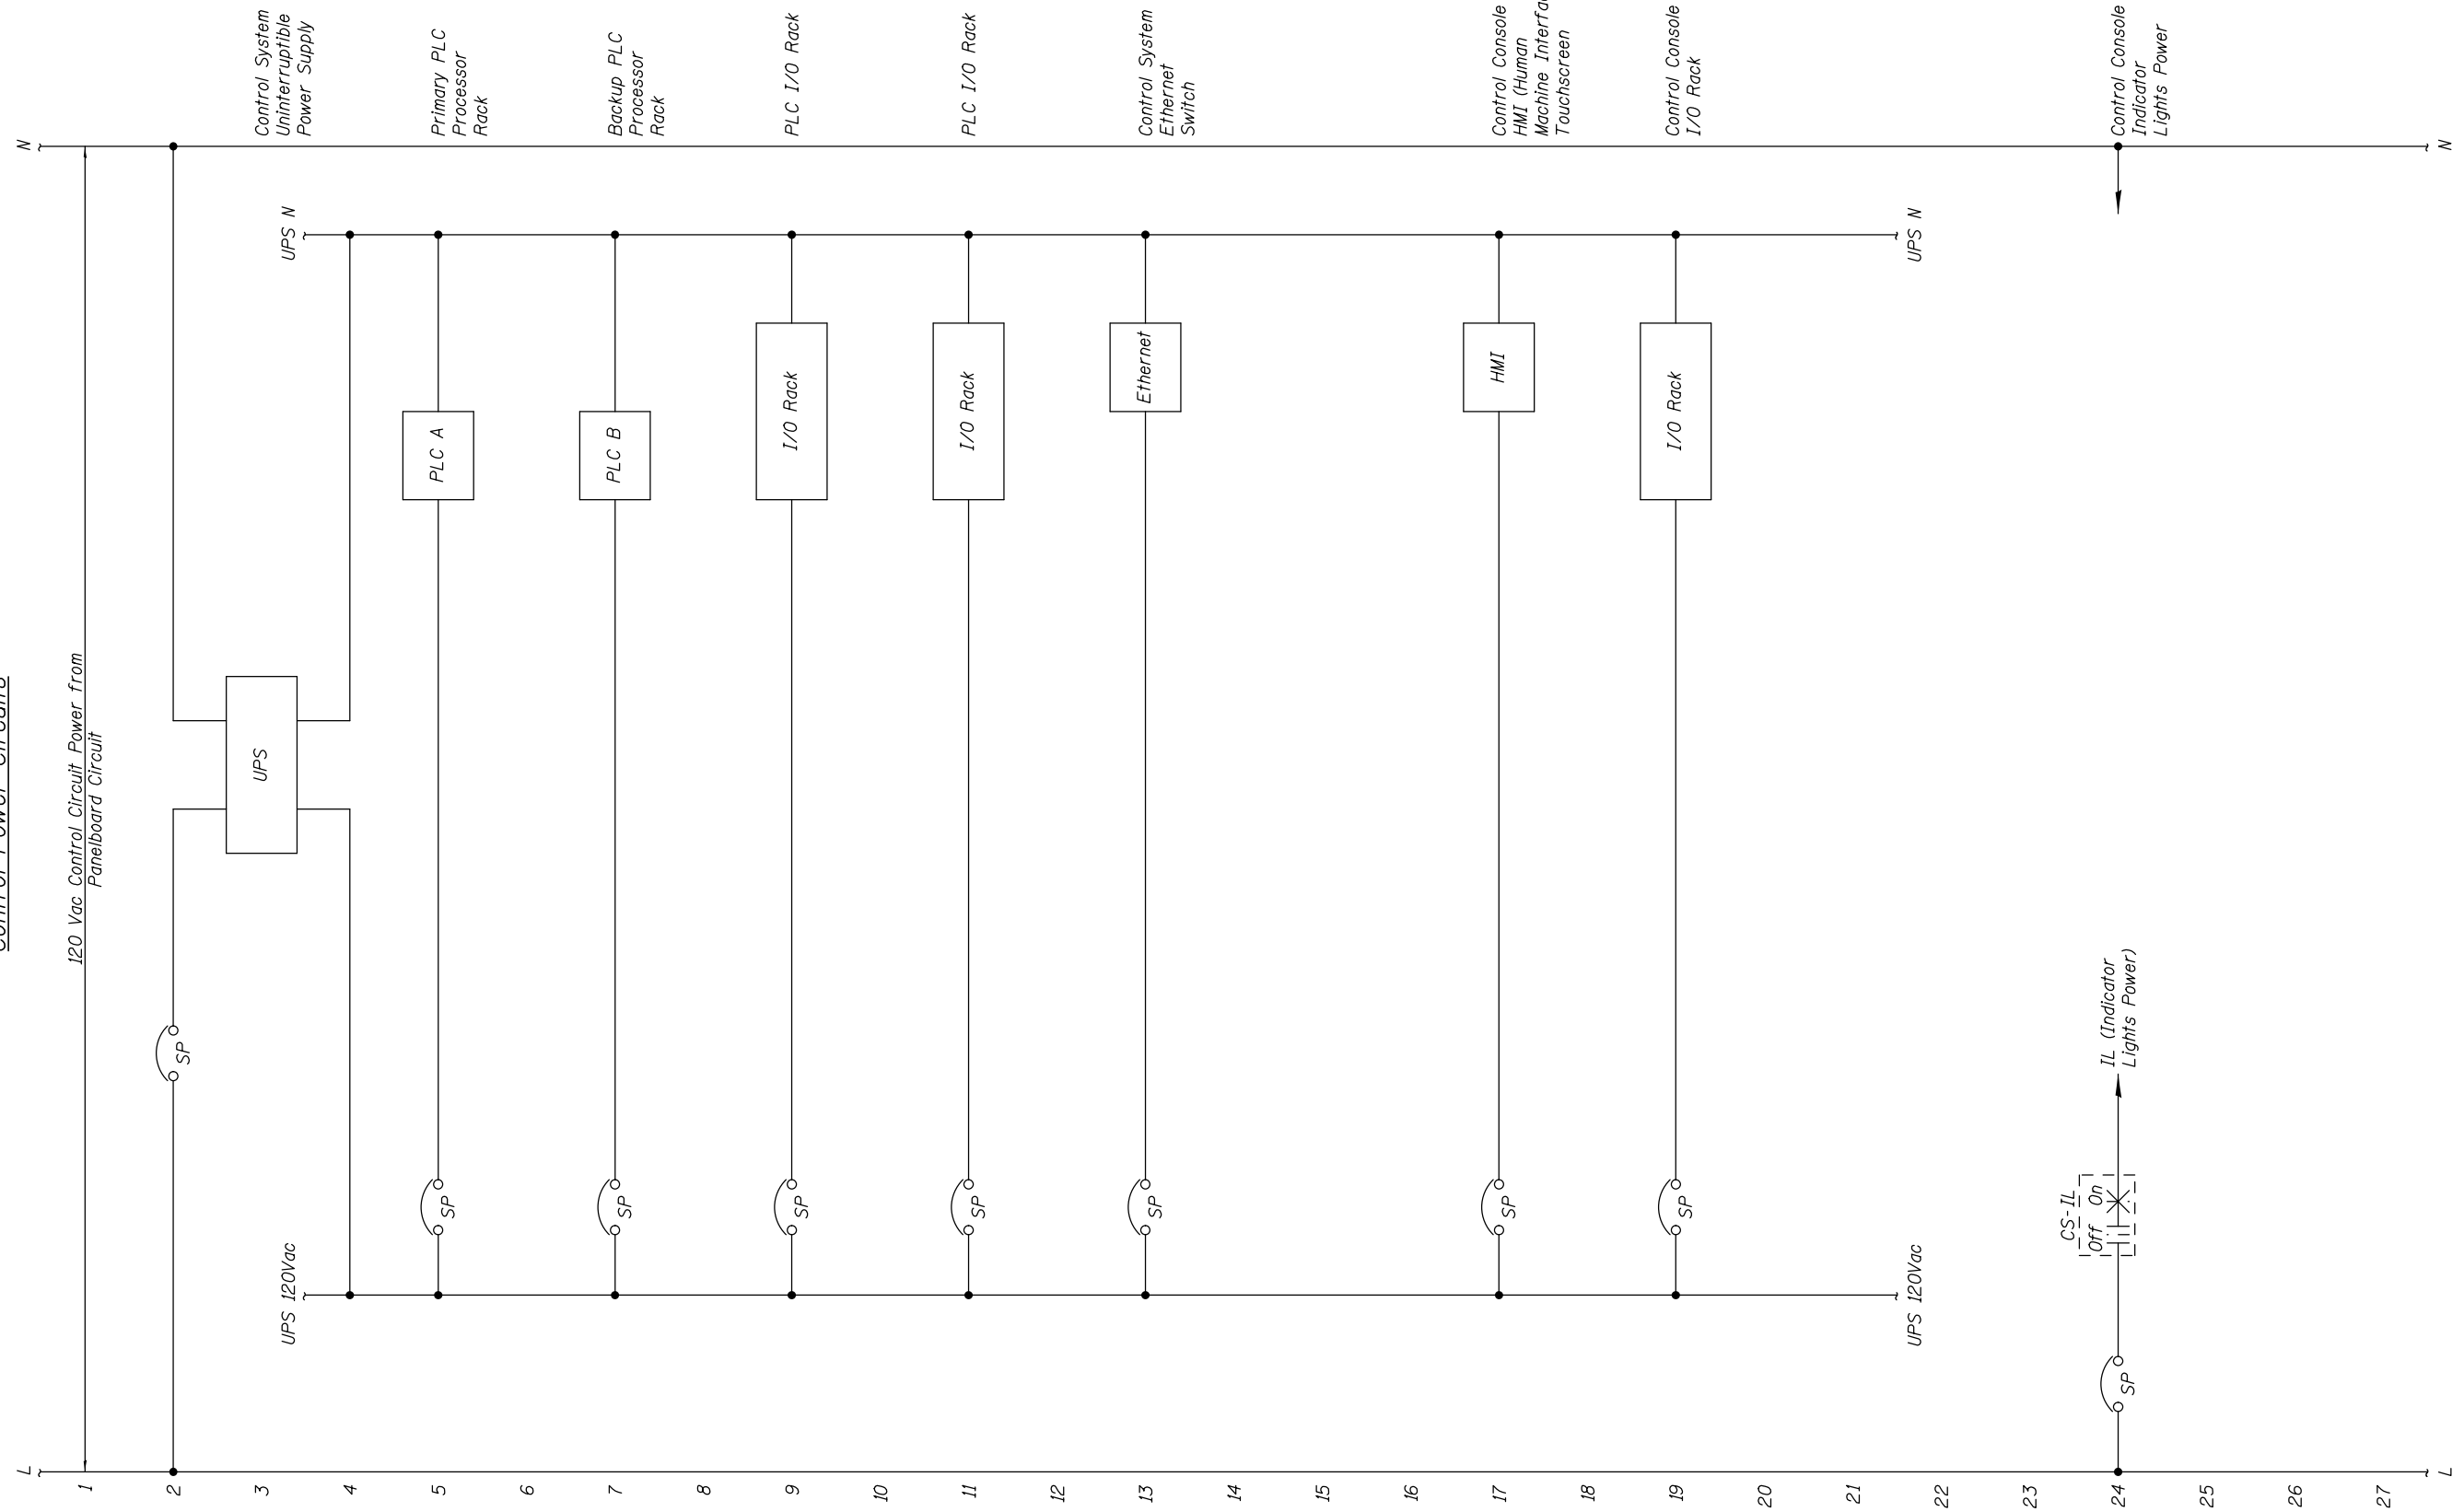 Control Power Circuits
L
N
1
120 Vac Control Circuit Power from
Panelboard Circuit
2
SP
3
UPS
Control System
Uninterruptible
Power Supply
UPS 120Vac
UPS N
4
5
SP
PLC A
Primary PLC
Processor
Rack
6
7
SP
PLC B
Backup PLC
Processor
Rack
8
9
SP
I/O Rack
PLC I/O Rack
10
11
SP
I/O Rack
PLC I/O Rack
12
13
SP
Ethernet
Control System
Ethernet
Switch
14
15
16
17
SP
HMI
Control Console
HMI (Human
Machine Interfac
Touchscreen
18
19
SP
I/O Rack
Control Console
I/O Rack
20
21
UPS 120Vac
UPS N
22
23
CS-IL
Off On
24
SP
IL (Indicator
Lights Power)
Control Console
Indicator
Lights Power
25
26
27
L
N